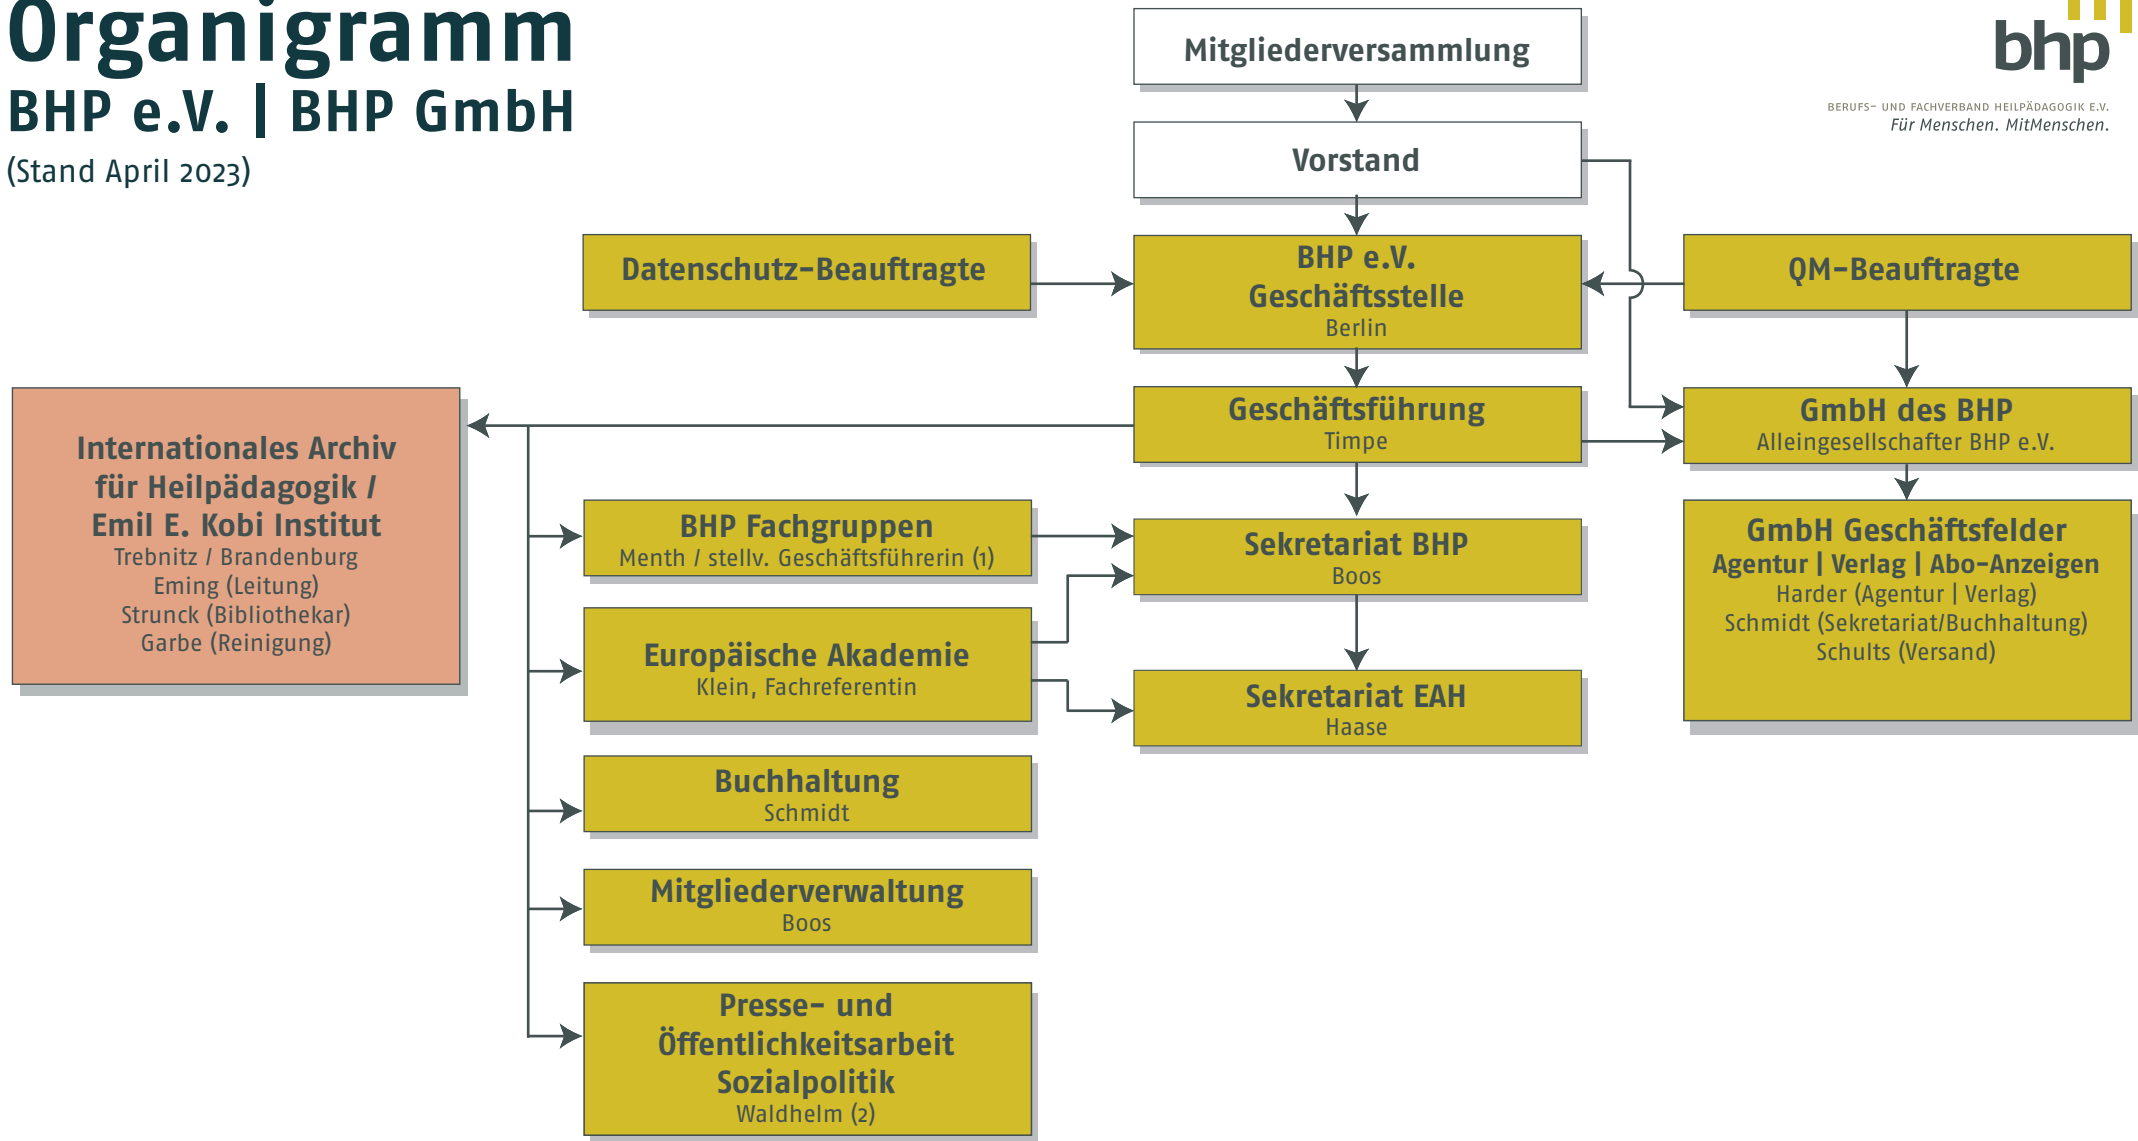 Organigramm
BHP e.V. | BHP GmbH
(Stand April 2023)
bhp
BERUFS- UND FACHVERBAND HEILPÄDAGOGIK E.V.
Für Menschen. MitMenschen.
Mitgliederversammlung
Vorstand
Datenschutz-Beauftragte
BHP e.V.
Geschäftsstelle
Berlin
QM-Beauftragte
Internationales Archiv
für Heilpädagogik /
Emil E. Kobi Institut
Trebnitz / Brandenburg
Eming (Leitung)
Strunck (Bibliothekar)
Garbe (Reinigung)
Geschäftsführung
Timpe
GmbH des BHP
Alleingesellschafter BHP e.V.
BHP Fachgruppen
Menth / stellv. Geschäftsführerin (1)
Sekretariat BHP
Boos
GmbH Geschäftsfelder
Agentur | Verlag | Abo-Anzeigen
Harder (Agentur | Verlag)
Schmidt (Sekretariat/Buchhaltung)
Schults (Versand)
Europäische Akademie
Klein, Fachreferentin
Sekretariat EAH
Haase
Buchhaltung
Schmidt
Mitgliederverwaltung
Boos
Presse- und
Öffentlichkeitsarbeit
Sozialpolitik
Waldhelm (2)